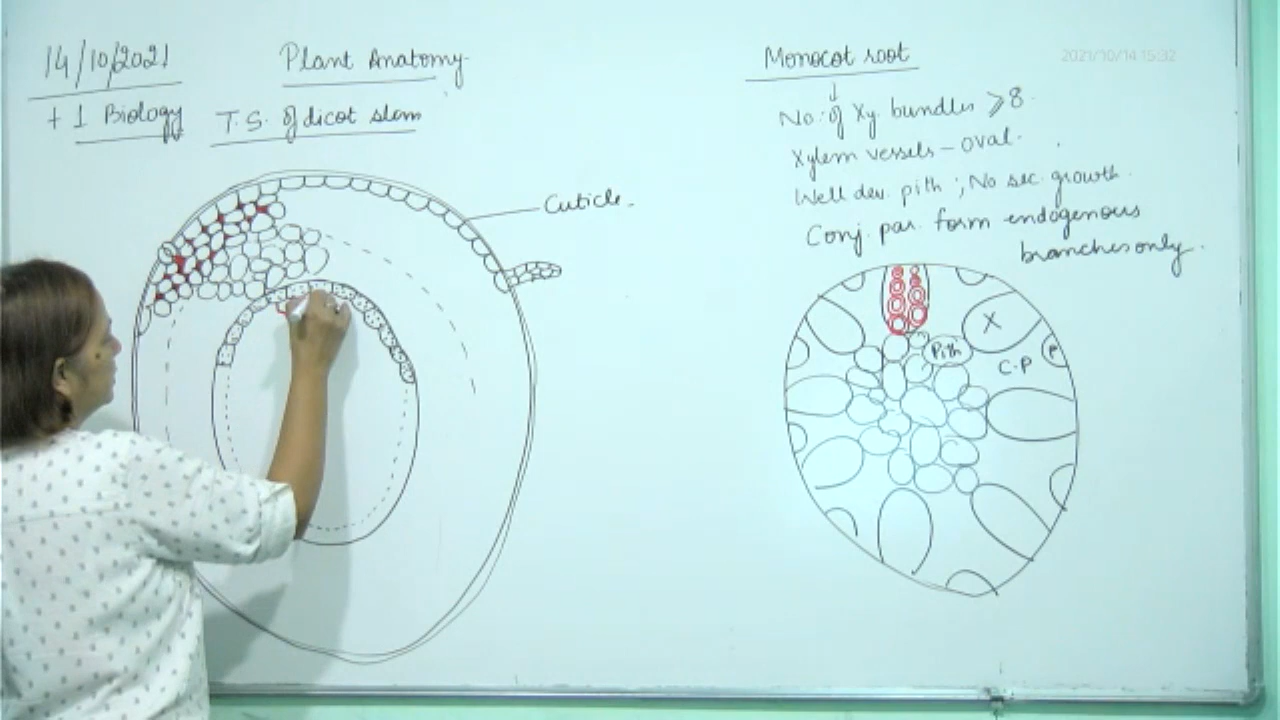 14/10/2021
Plant Anatomy
+ 1 Biology
T.S. of dicot stem
Cuticle.
Monocot root
2021/10/14 15:32
No: of Xy. bundles ⩾8.
Xylem vessels - oval.
Well dev. pith ; No sec. growth.
Conj. par. form endogenous
branches only.
X
Pith
P
C.P